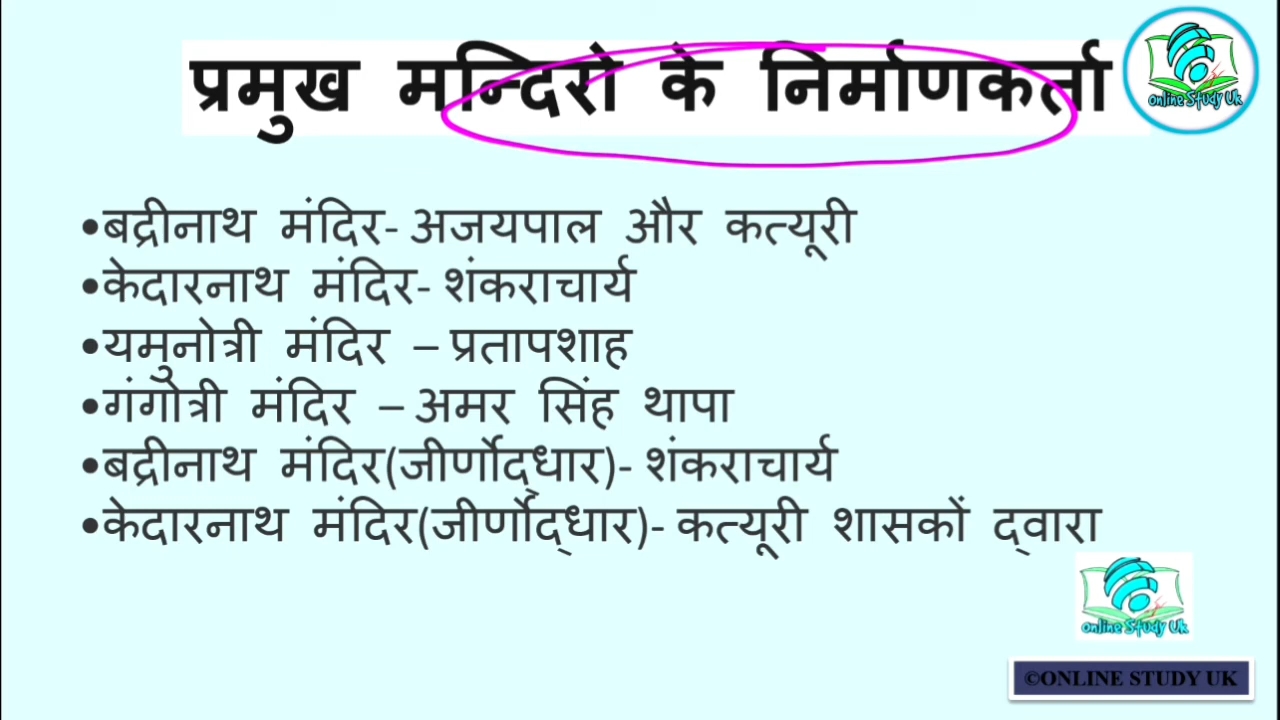 प्रमुख मन्दिरो के निर्माणकर्ता
online Study Uk
•बद्रीनाथ मंदिर- अजयपाल और कत्यूरी
•केदारनाथ मंदिर- शंकराचार्य
•यमुनोत्री मंदिर – प्रतापशाह
•गंगोत्री मंदिर – अमर सिंह थापा
•बद्रीनाथ मंदिर(जीर्णोद्धार)- शंकराचार्य
•केदारनाथ मंदिर(जीर्णोद्धार)- कत्यूरी शासकों द्वारा
online Study Uk
©ONLINE STUDY UK